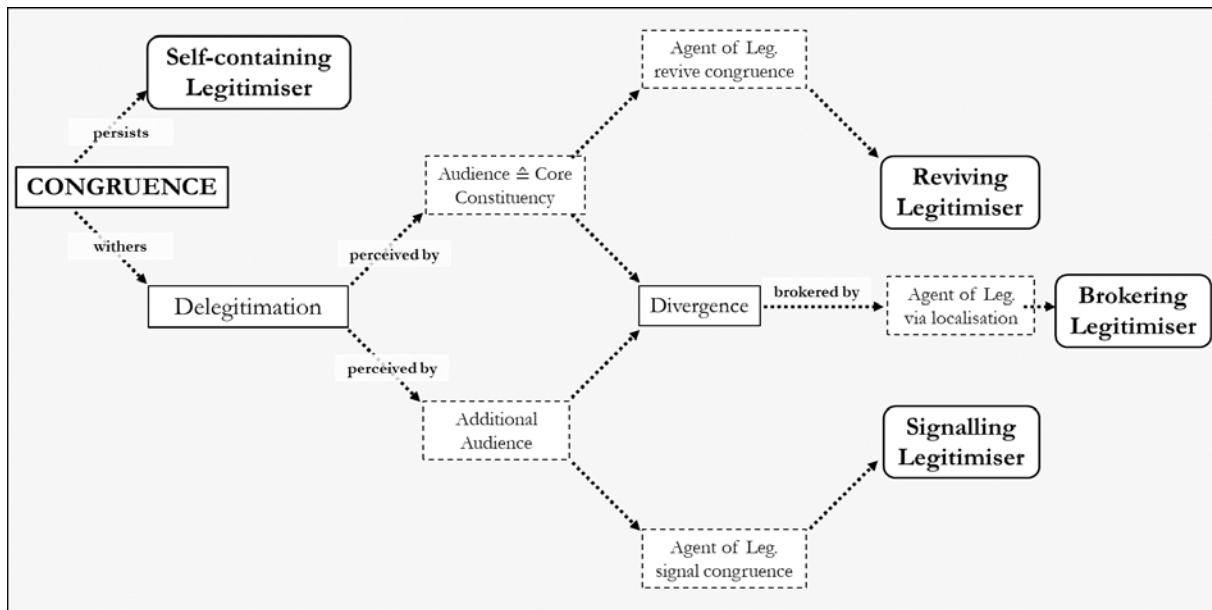 Self-containing
Legitimiser
persists
CONGRUENCE
withers
Delegitimation
perceived by
perceived by
Audience ≙ Core
Constituency
Additional
Audience
Agent of Leg.
revive congruence
Reviving
Legitimiser
Divergence
brokered by
Agent of Leg.
via localisation
Brokering
Legitimiser
Signalling
Legitimiser
Agent of Leg.
signal congruence